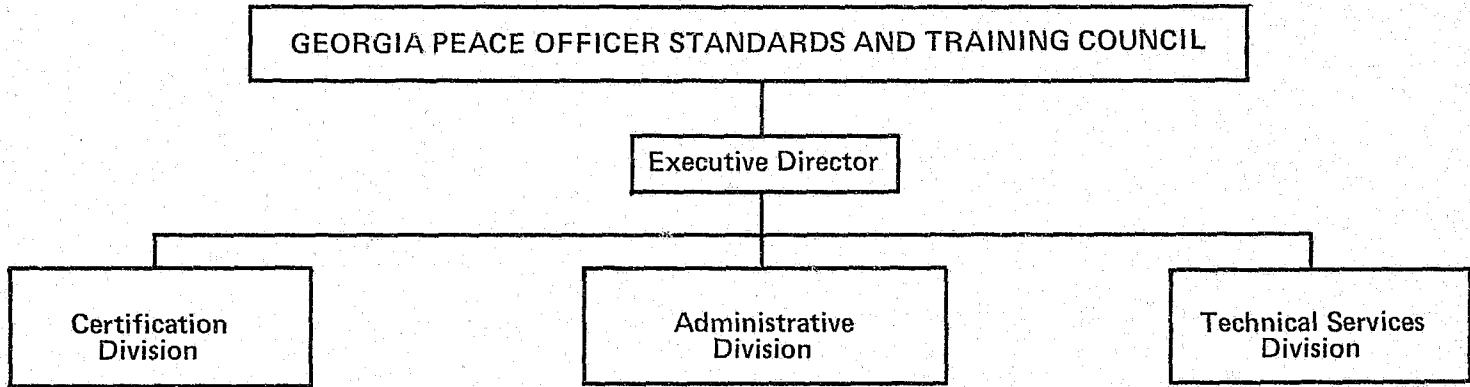 GEORGIA PEACE OFFICER STANDARDS AND TRAINING COUNCIL
Executive Director
Certification
Division
Administrative
Division
Technical Services
Division